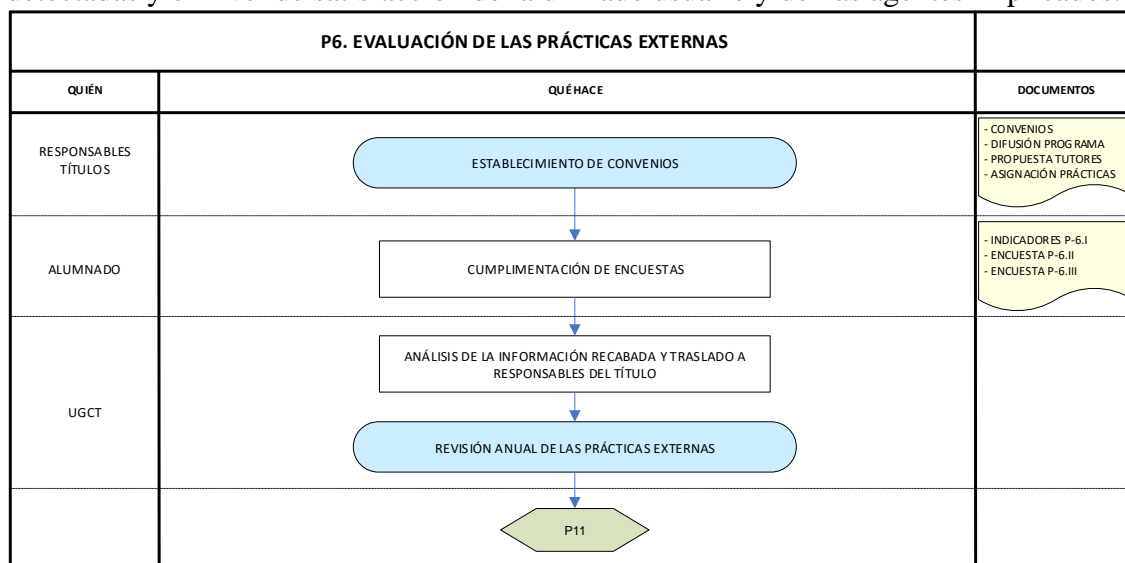 P6. EVALUACIÓN DE LAS PRÁCTICAS EXTERNAS
QUIÉN
QUÉ HACE
DOCUMENTOS
RESPONSABLES
TÍTULOS
ESTABLECIMIENTO DE CONVENIOS
- CONVENIOS
- DIFUSIÓN PROGRAMA
- PROPUESTA TUTORES
- ASIGNACIÓN PRÁCTICAS
ALUMNADO
CUMPLIMENTACIÓN DE ENCUESTAS
- INDICADORES P-6.I
- ENCUESTA P-6.II
- ENCUESTA P-6.III
UGCT
ANÁLISIS DE LA INFORMACIÓN RECABADA Y TRASLADO A
RESPONSABLES DEL TÍTULO
REVISIÓN ANUAL DE LAS PRÁCTICAS EXTERNAS
P11